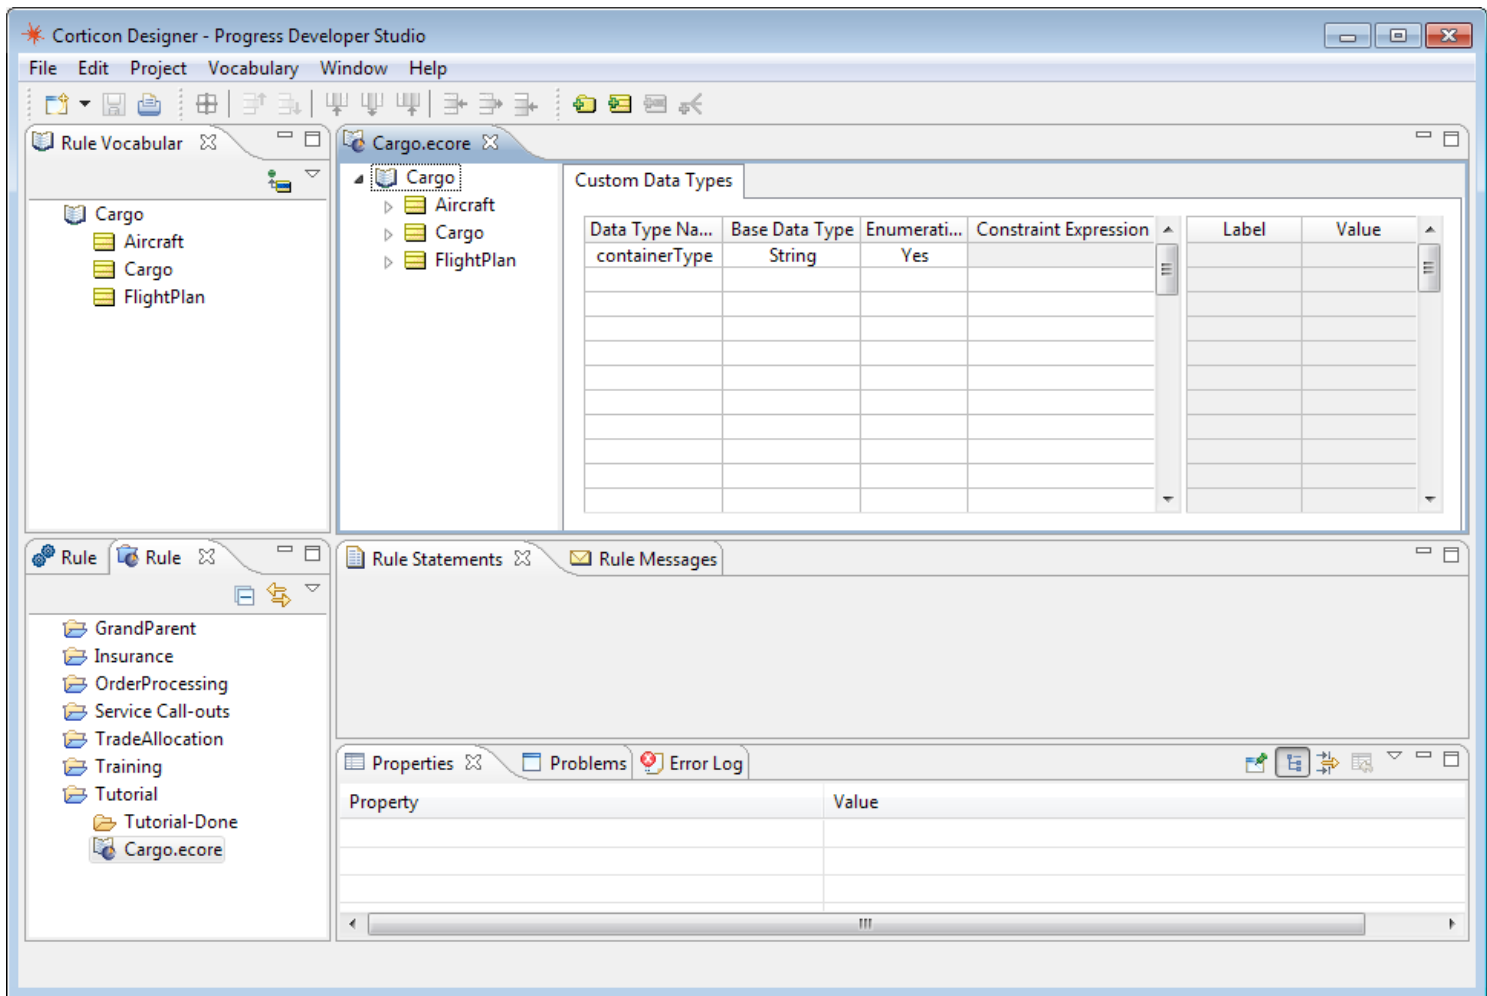 Corticon Designer - Progress Developer Studio
File Edit Project Vocabulary Window Help
Rule Vocabular
Cargo
Aircraft
Cargo
FlightPlan
Cargo.ecore
Cargo
Aircraft
Cargo
FlightPlan
Custom Data Types
Data Type Na... Base Data Type Enumerati... Constraint Expression Label Value
containerType String Yes
Rule Rule
GrandParent
Insurance
OrderProcessing
Service Call-outs
TradeAllocation
Training
Tutorial
Tutorial-Done
Cargo.ecore
Rule Statements Rule Messages
Properties Problems Error Log
Property Value